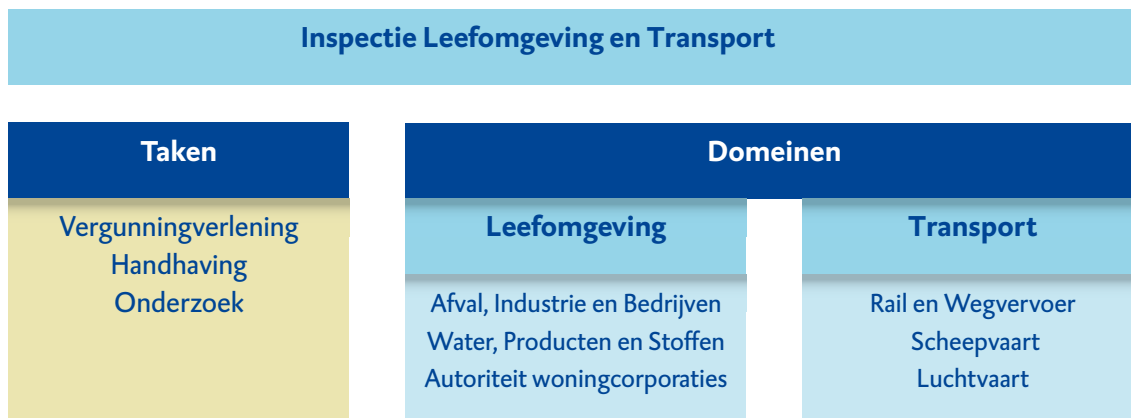 Inspectie Leefomgeving en Transport
Taken
Vergunningverlening
Handhaving
Onderzoek
Domeinen
Leefomgeving
Afval, Industrie en Bedrijven
Water, Producten en Stoffen
Autoriteit woningcorporaties
Transport
Rail en Wegvervoer
Scheepvaart
Luchtvaart